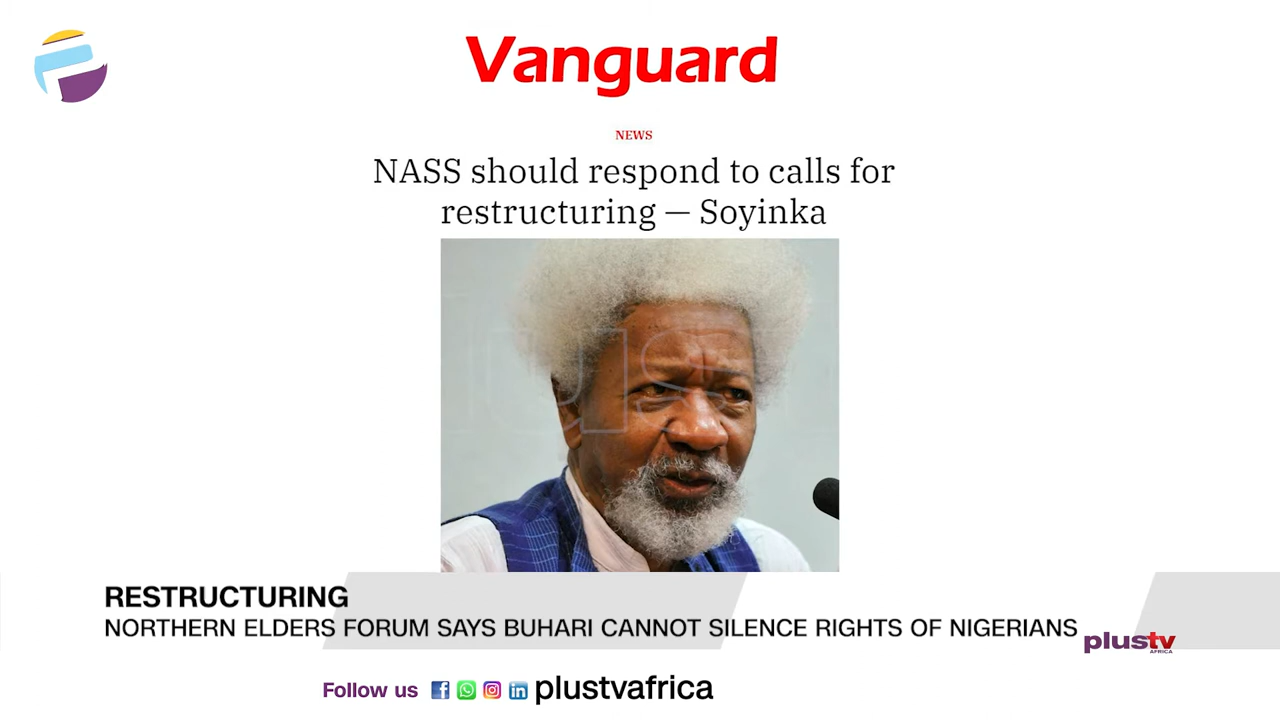 Vanguard
NEWS
NASS should respond to calls for
restructuring — Soyinka
RESTRUCTURING
NORTHERN ELDERS FORUM SAYS BUHARI CANNOT SILENCE RIGHTS OF NIGERIANS
plustv
AFRICA
Follow us plustvafrica